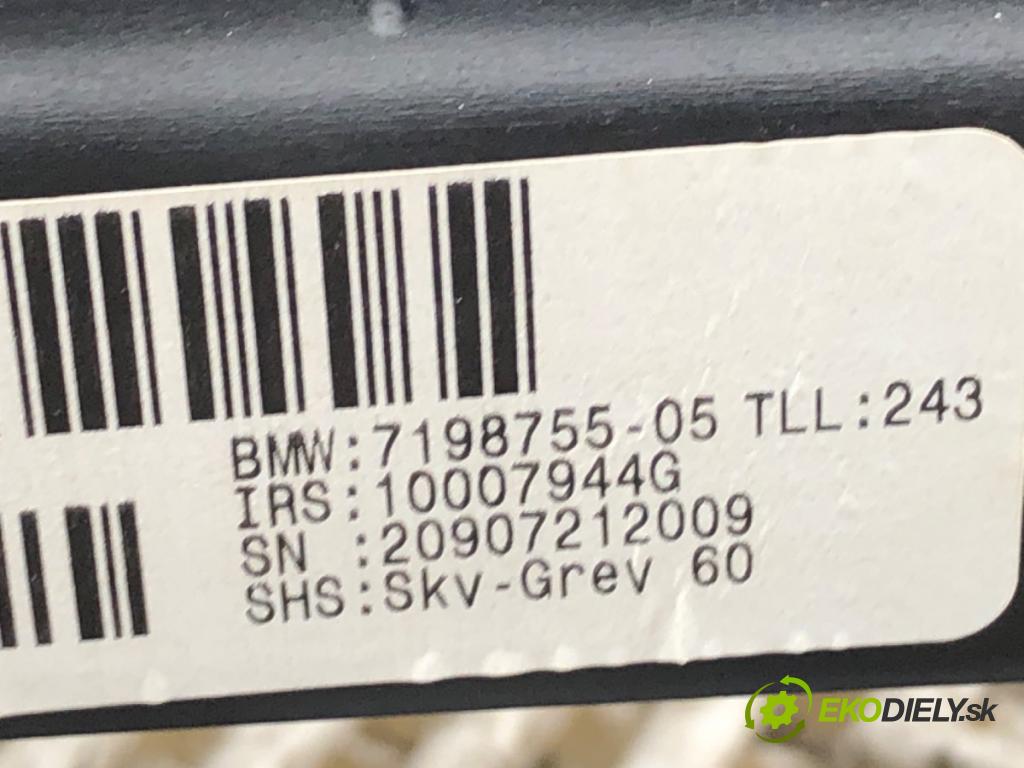 BMW:7198755-05 TLL:243
IRS:10007944G
SN :20907212009
SHS:Skv-Grev 60
EKODIELY.sk